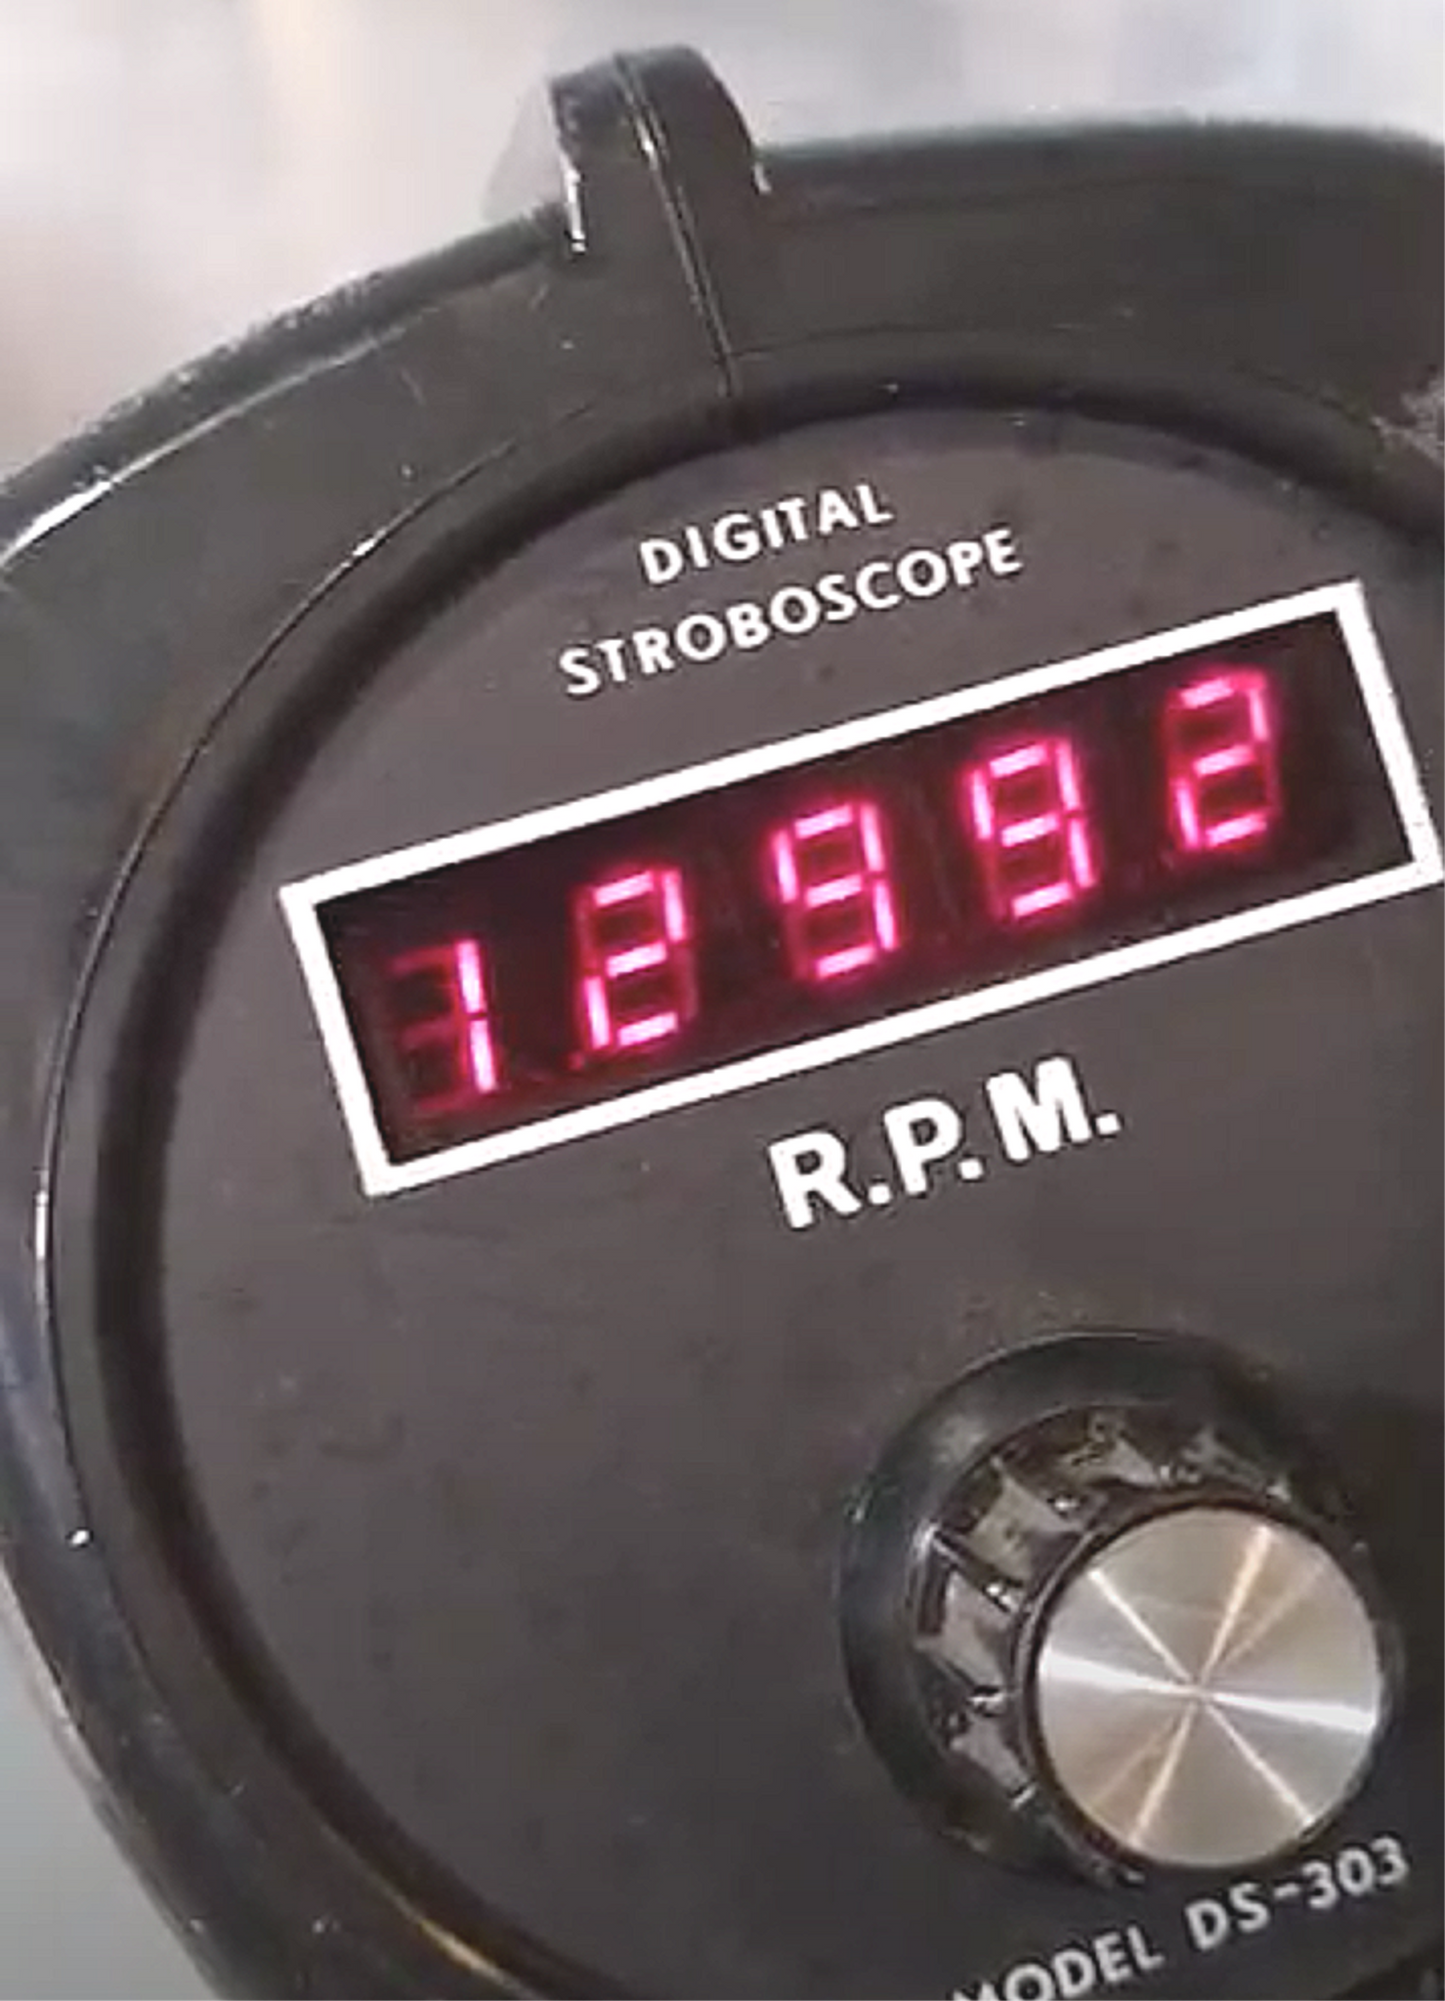 DIGITAL
STROBOSCOPE
12992
R.P.M.
MODEL DS-303